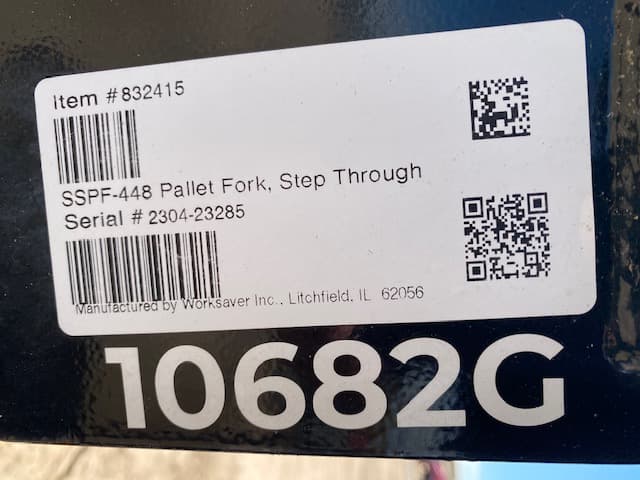 Item #832415
SSPF-448 Pallet Fork, Step Through
Serial # 2304-23285
Manufactured by Worksaver Inc., Litchfield, IL 62056
10682G